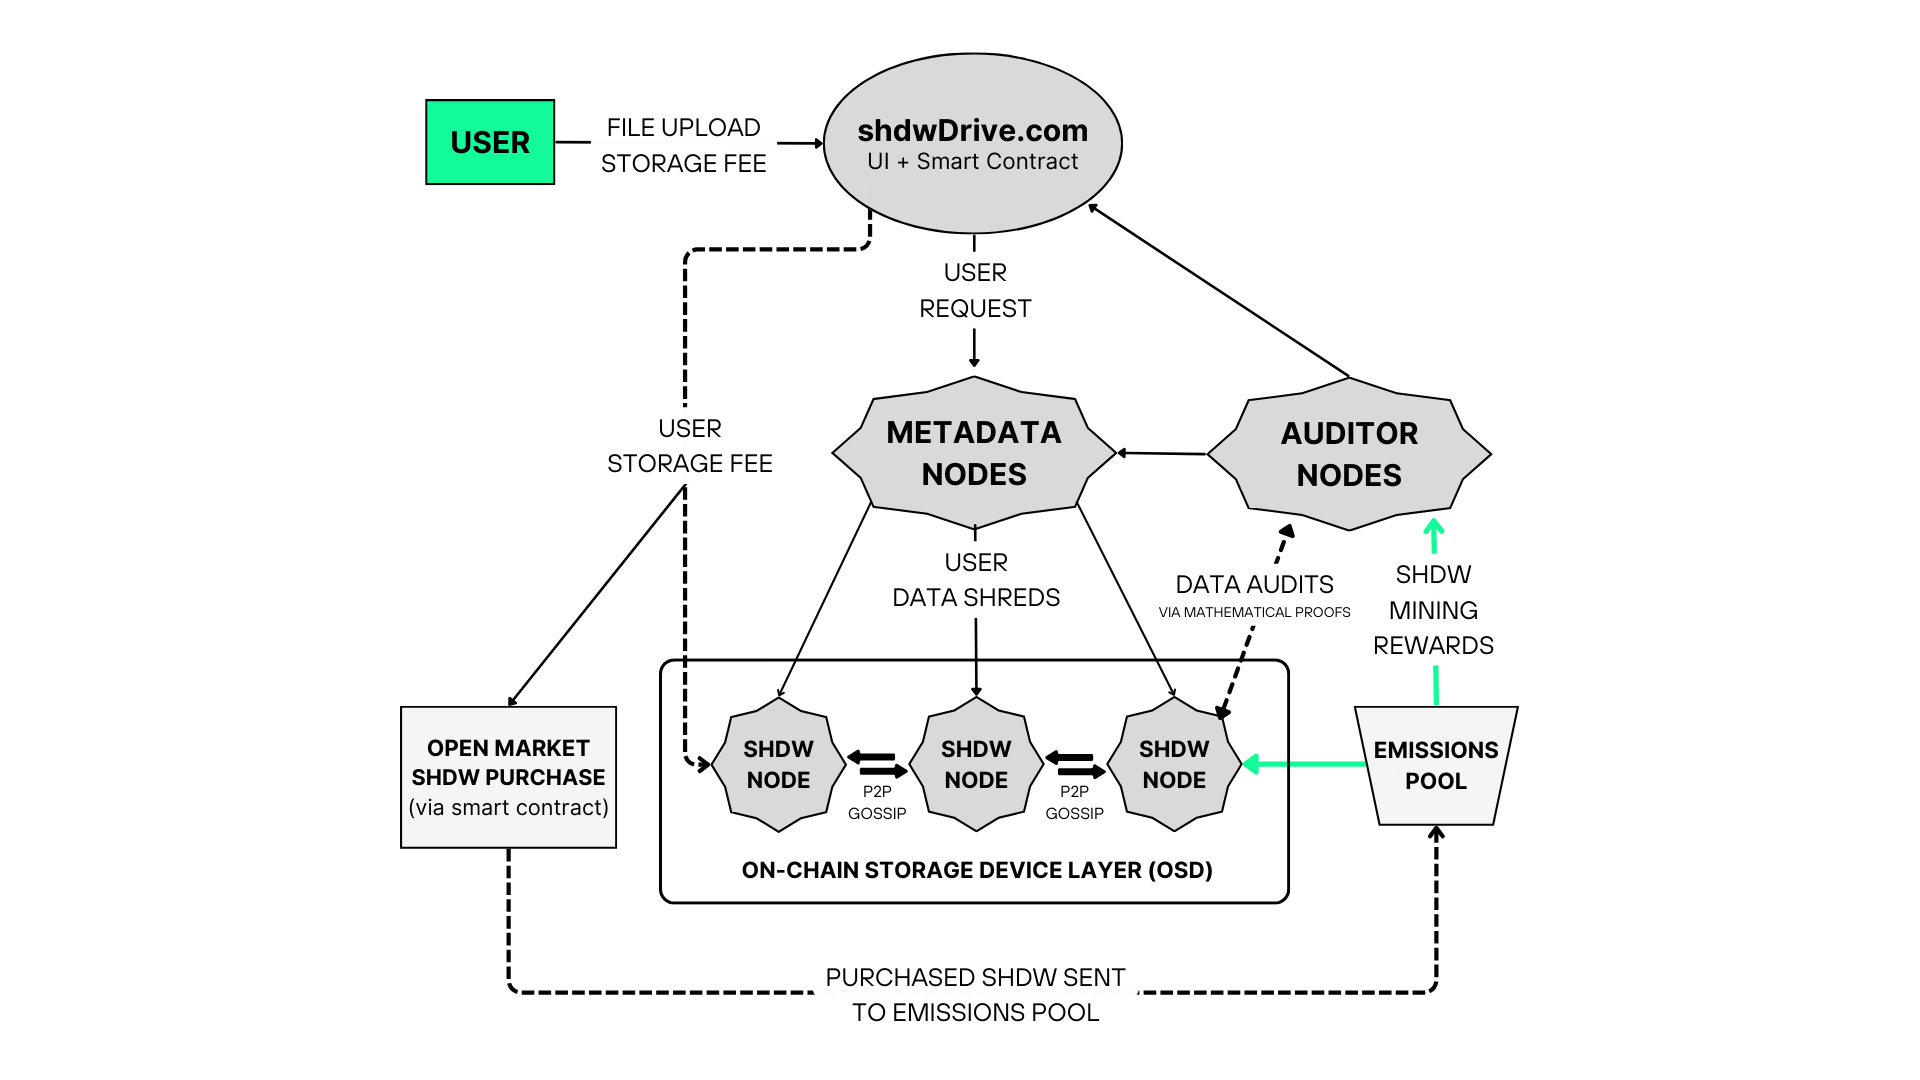 USER
FILE UPLOAD
STORAGE FEE
shdwDrive.com
UI + Smart Contract
USER
REQUEST
USER
STORAGE FEE
METADATA
NODES
AUDITOR
NODES
USER
DATA SHREDS
DATA AUDITS
VIA MATHEMATICAL PROOFS
SHDW
MINING
REWARDS
OPEN MARKET
SHDW PURCHASE
(via smart contract)
SHDW
NODE
P2P
GOSSIP
SHDW
NODE
P2P
GOSSIP
SHDW
NODE
EMISSIONS
POOL
ON-CHAIN STORAGE DEVICE LAYER (OSD)
PURCHASED SHDW SENT
TO EMISSIONS POOL